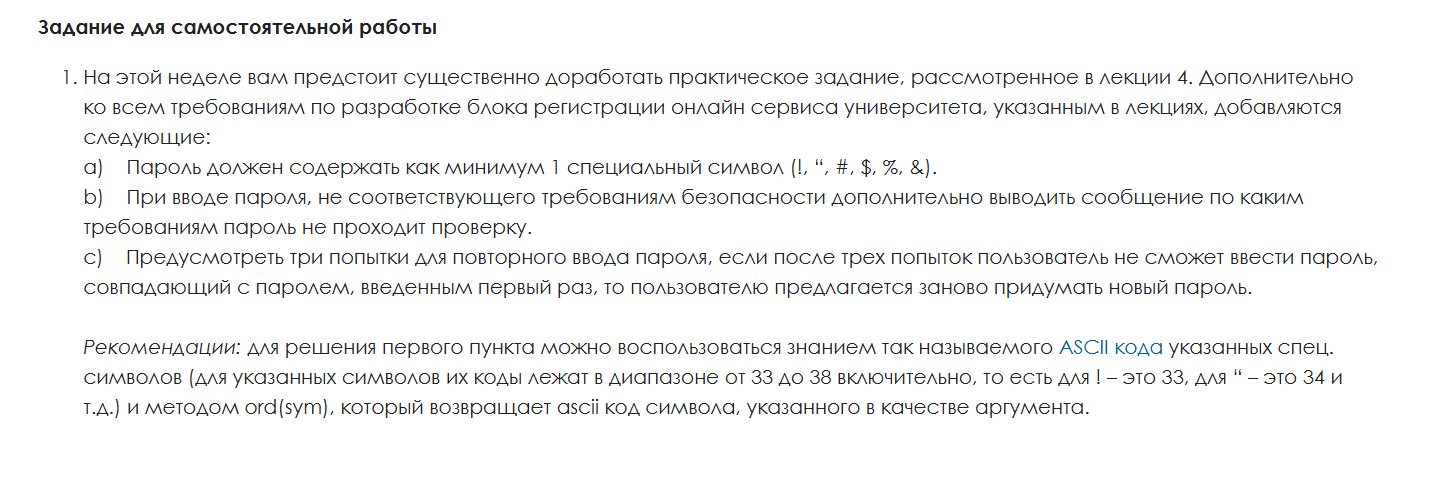 Задание для самостоятельной работы
1. На этой неделе вам предстоит существенно доработать практическое задание, рассмотренное в лекции 4. Дополнительно
ко всем требованиям по разработке блока регистрации онлайн сервиса университета, указанным в лекциях, добавляются
следующие:
a) Пароль должен содержать как минимум 1 специальный символ (!, “, #, $, %, &).
b) При вводе пароля, не соответствующего требованиям безопасности дополнительно выводить сообщение по каким
требованиям пароль не проходит проверку.
c) Предусмотреть три попытки для повторного ввода пароля, если после трех попыток пользователь не сможет ввести пароль,
совпадающий с паролем, введенным первый раз, то пользователю предлагается заново придумать новый пароль.
Рекомендации: для решения первого пункта можно воспользоваться знанием так называемого ASCII кода указанных спец.
символов (для указанных символов их коды лежат в диапазоне от 33 до 38 включительно, то есть для ! – это 33, для “ – это 34 и
т.д.) и методом ord(sym), который возвращает ascii код символа, указанного в качестве аргумента.